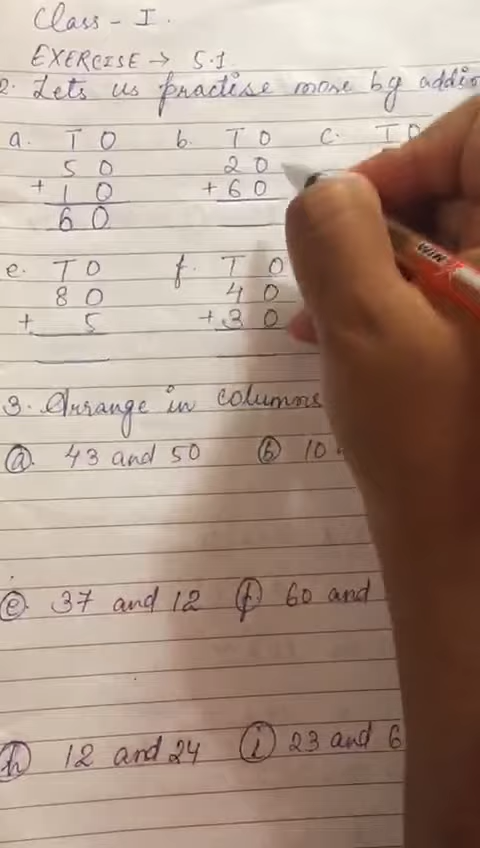 Class - I.
EXERCISE → 5.1
2. Lets us practise more by
a. T O b. T O c. T O
5 0 2 0
+ 1 0 + 6 0
6 0
e. T O f. T O
8 0 4 0
+ 5 + 3 0
3. Arrange in columns
(a). 43 and 50 (b) 10
(e). 37 and 12 (f). 60 and
(h) 12 and 24 (i) 23 and 6
WIN